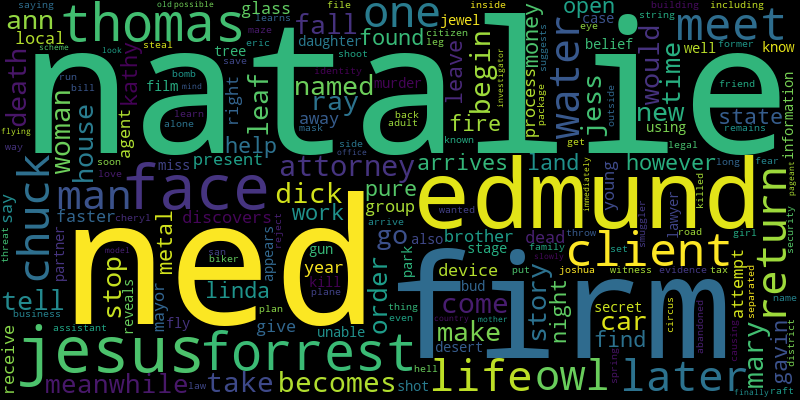 saying old possible file inside building including
ann thomas glass fall one open case string meet
local learns steal daughter found jewel eye suggests
natalie
death kathy tree eric shoot leg citizen begin belief would well know former
flying run bomb save maze investigator package friend
woman film identity leaf named murder leave process money water jess new time state
bill mind learn right ray away back adult fire using outside remains
way house agent alone mask side office known get legal
chuck soon love help present attorney arrives land however long fear information pageant
man miss face dick pure edmund immediately young killed
say faster cheryl discovers work group wanted throw road girl lawyer smuggler return
threat partner metal san appears go also brother stage dead client family slowly
ned firm
stop mayor biker reject gun year kill plane order park device put set joshua witness evidence tax security
tell reveals fly linda night story come bud secret car attempt separated
business assistant plan give unable thing even make desert country mother find circus abandoned mary gavin name district
receive jesus forrest shot hell spring causing
meanwhile law take becomes life owl later finally raft
model arrive scheme look